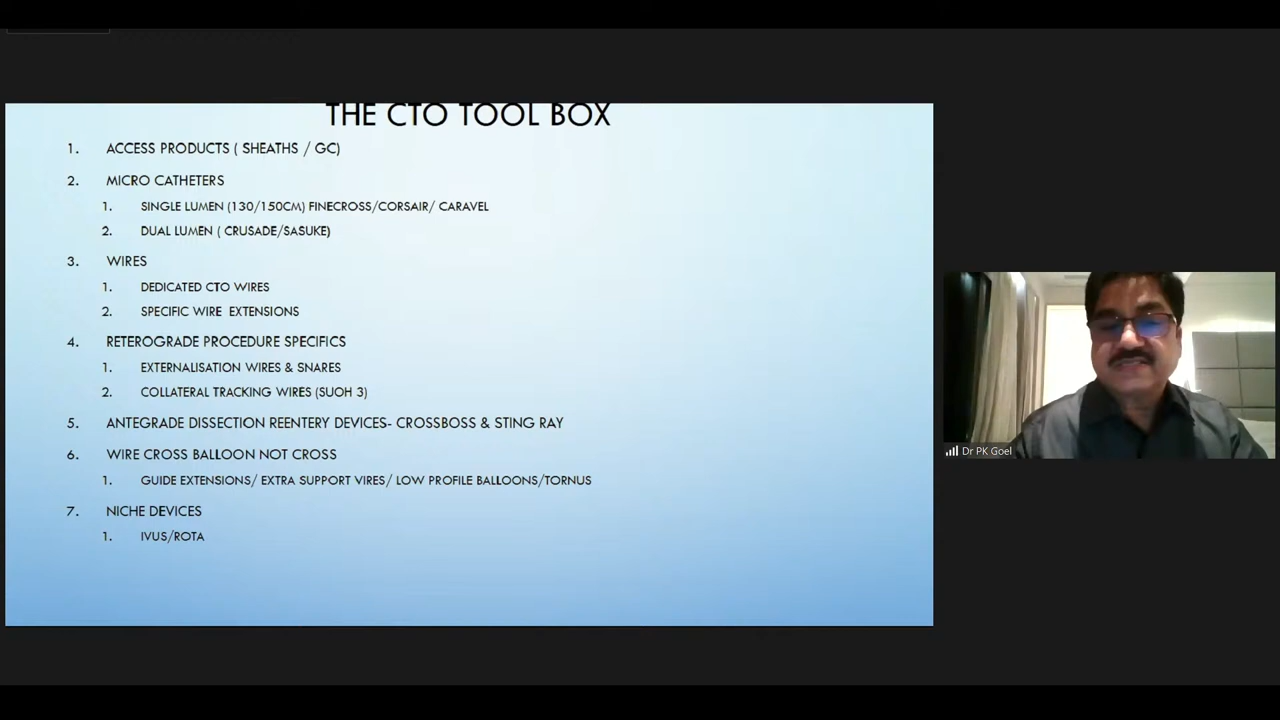 THE CTO TOOL BOX
1. ACCESS PRODUCTS ( SHEATHS / GC)
2. MICRO CATHETERS
1. SINGLE LUMEN (130/150CM) FINECROSS/CORSAIR/ CARAVEL
2. DUAL LUMEN ( CRUSADE/SASUKE)
3. WIRES
1. DEDICATED CTO WIRES
2. SPECIFIC WIRE EXTENSIONS
4. RETEROGRADE PROCEDURE SPECIFICS
1. EXTERNALISATION WIRES & SNARES
2. COLLATERAL TRACKING WIRES (SUOH 3)
5. ANTEGRADE DISSECTION REENTERY DEVICES- CROSSBOSS & STING RAY
6. WIRE CROSS BALLOON NOT CROSS
1. GUIDE EXTENSIONS/ EXTRA SUPPORT VIRES/ LOW PROFILE BALLOONS/TORNUS
7. NICHE DEVICES
1. IVUS/ROTA
Dr PK Goel